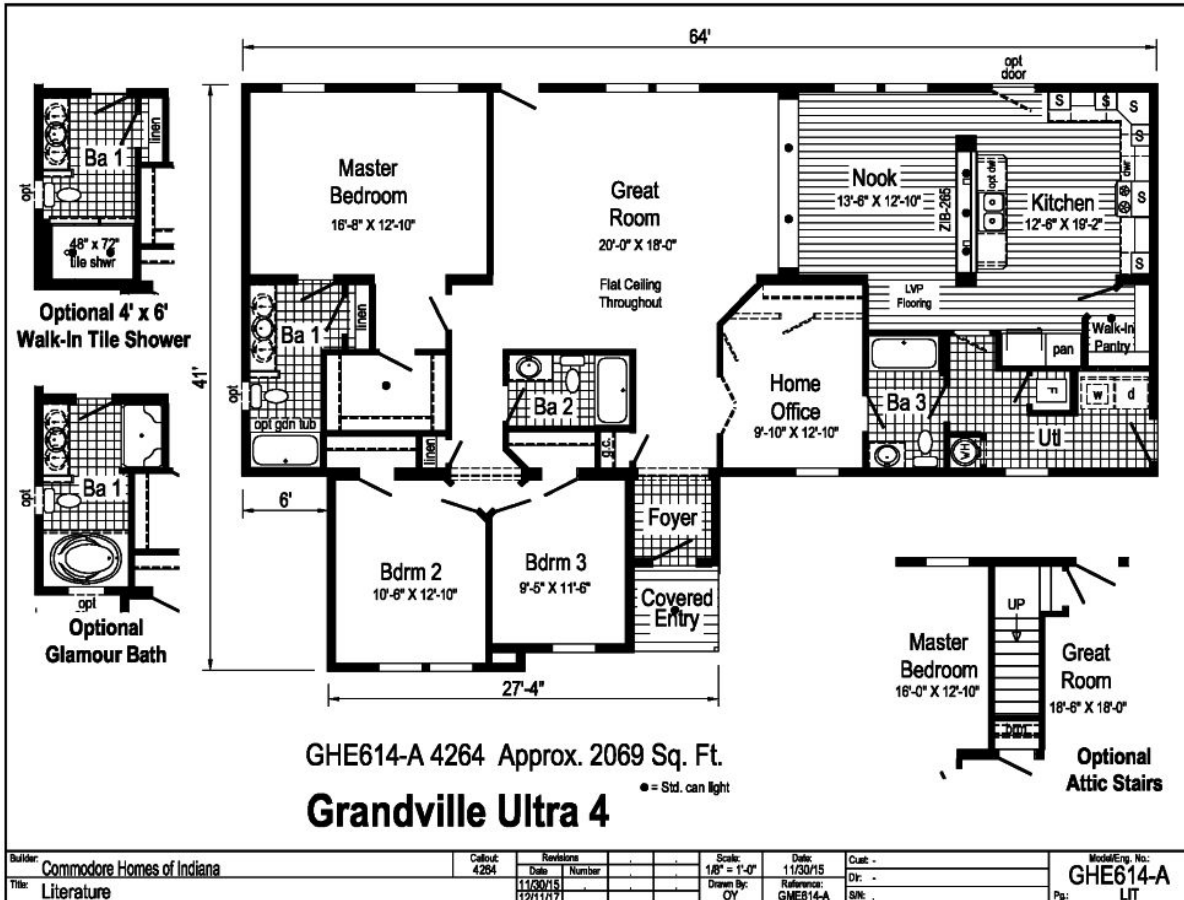 64'
opt
door
41'
opt
Ba 1
linen
48" x 72"
tile shwr
Optional 4' x 6'
Walk-In Tile Shower
opt
Ba 1
opt
Optional
Glamour Bath
Master
Bedroom
16'-8" X 12'-10"
Great
Room
20'-0" X 18'-0"
Flat Ceiling
Throughout
Nook
13'-6" X 12'-10"
ZIB-265
opt dw
Kitchen
12'-6" X 19'-2"
S
S
S
S
dwr
S
S
LVP
Flooring
Walk-In
Pantry
pan
opt
Ba 1
linen
opt gdn tub
linen
Ba 2
g.c.
Home
Office
9'-10" X 12'-10"
Ba 3
WH
F
w
d
Utl
6'
Bdrm 2
10'-6" X 12'-10"
Bdrm 3
9'-5" X 11'-6"
Foyer
Covered
Entry
27'-4"
UP
Master
Bedroom
16'-0" X 12'-10"
Great
Room
18'-6" X 18'-0"
Optional
Attic Stairs
GHE614-A 4264 Approx. 2069 Sq. Ft.
● = Std. can light
Grandville Ultra 4
Builder: Commodore Homes of Indiana
Title: Literature
Callout: 4264
Revisions
Date Number
11/30/15
12/11/17
Scale: 1/8" = 1'-0"
Drawn By: OY
Date: 11/30/15
Reference: GME614-A
Cust: -
Dir: -
S/N: .
Model/Eng. No.: GHE614-A
Pg.: LIT